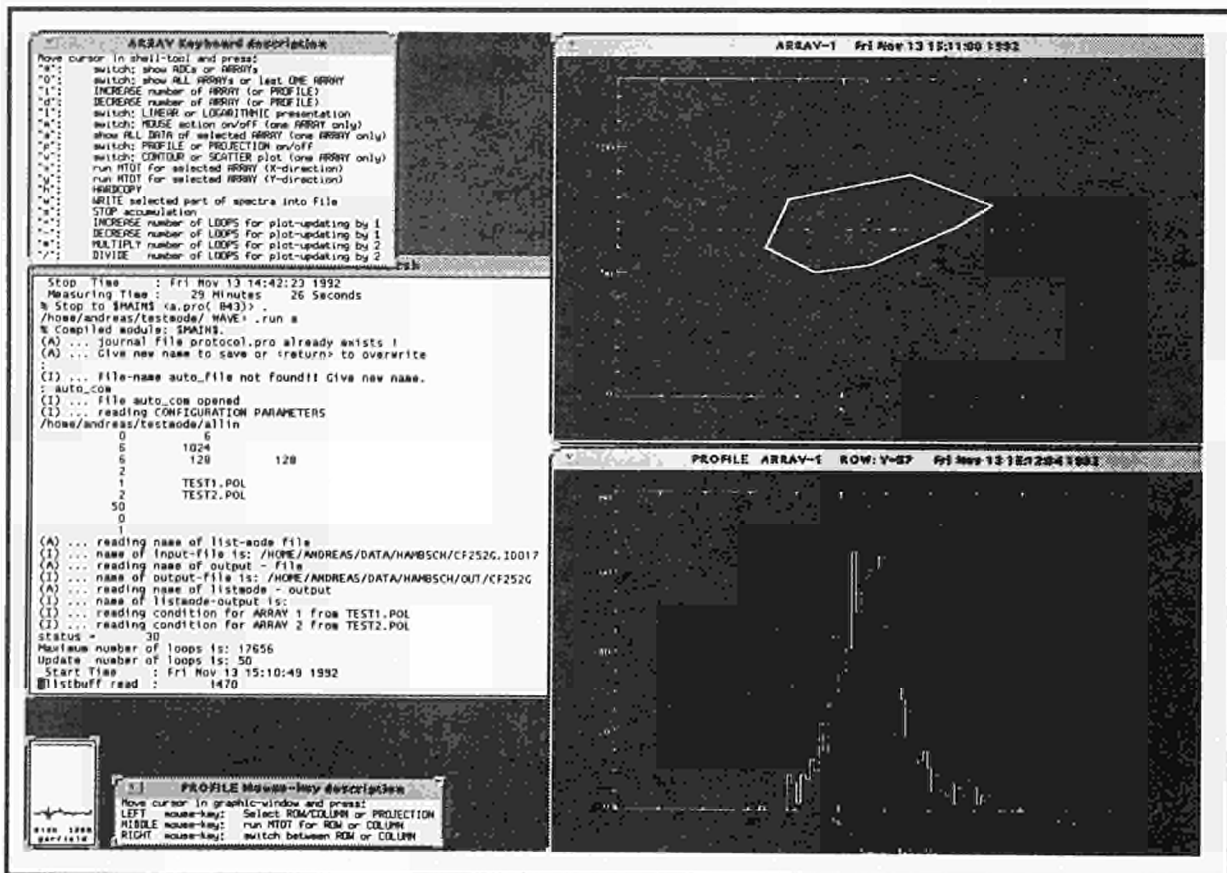 ARRAY Keyboard description
Move cursor in shell-tool and press:
switch: show ADCs or ARRAYs
"O": switch: show ALL ARRAYs or last ONE ARRAY
"i": INCREASE number of ARRAY (or PROFILE)
"d": DECREASE number of ARRAY (or PROFILE)
"l": switch: LINEAR or LOGARITHMIC presentation
switch: MOUSE action on/off (one ARRAY only)
show ALL DATA of selected ARRAY (one ARRAY only)
"p": switch: PROFILE or PROJECTION on/off
"v": switch: CONTOUR or SCATTER plot (one ARRAY only)
"x": run MTOT for selected ARRAY (X-direction)
"y": run MTOT for selected ARRAY (Y-direction)
"h": HARDCOPY
"w": WRITE selected part of spectra into File
"s": STOP accumulation
INCREASE number of LOOPS for plot-updating by 1
"-": DECREASE number of LOOPS for plot-updating by 1
"*": MULTIPLY number of LOOPS for plot-updating by 2
"/": DIVIDE number of LOOPS for plot-updating by 2
Stop Time : Fri Nov 13 14:42:23 1992
Measuring Time : 29 Minutes 26 Seconds
% Stop to $MAIN$ <a.pro( 843)> .
/home/andreas/testmode/ WAVE> .run a
% Compiled module: $MAIN$.
(A) ... journal file protocol.pro already exists !
(A) ... Give new name to save or <return> to overwrite
:
(I) ... File-name auto_file not found!! Give new name.
: auto_com
(I) ... File auto_com opened
(I) ... reading CONFIGURATION PARAMETERS
/home/andreas/testmode/allin
0 6
6 1024
6 128 128
2
1 TEST1.POL
2 TEST2.POL
50
0
1
(A) ... reading name of list-mode file
(I) ... name of input-file is: /HOME/ANDREAS/DATA/HAMBSCH/CF252G.ID017
(A) ... reading name of output - file
(I) ... name of output-file is: /HOME/ANDREAS/DATA/HAMBSCH/OUT/CF252G
(A) ... reading name of listmode - output
(I) ... name of listmode-output is:
(I) ... reading condition for ARRAY 1 from TEST1.POL
(I) ... reading condition for ARRAY 2 from TEST2.POL
status = 30
Maximum number of loops is: 17656
Update number of loops is: 50
Start Time : Fri Nov 13 15:10:49 1992
listbuff read : 1470
garfield
PROFILE Mouse-key description
Move cursor in graphic-window and press:
LEFT mouse-key: Select ROW/COLUMN or PROJECTION
MIDDLE mouse-key: run MTOT for ROW or COLUMN
RIGHT mouse-key: switch between ROW or COLUMN
ARRAY-1 Fri Nov 13 15:11:00 1992
PROFILE ARRAY-1 ROW: Y=57 Fri Nov 13 15:12:04 1992